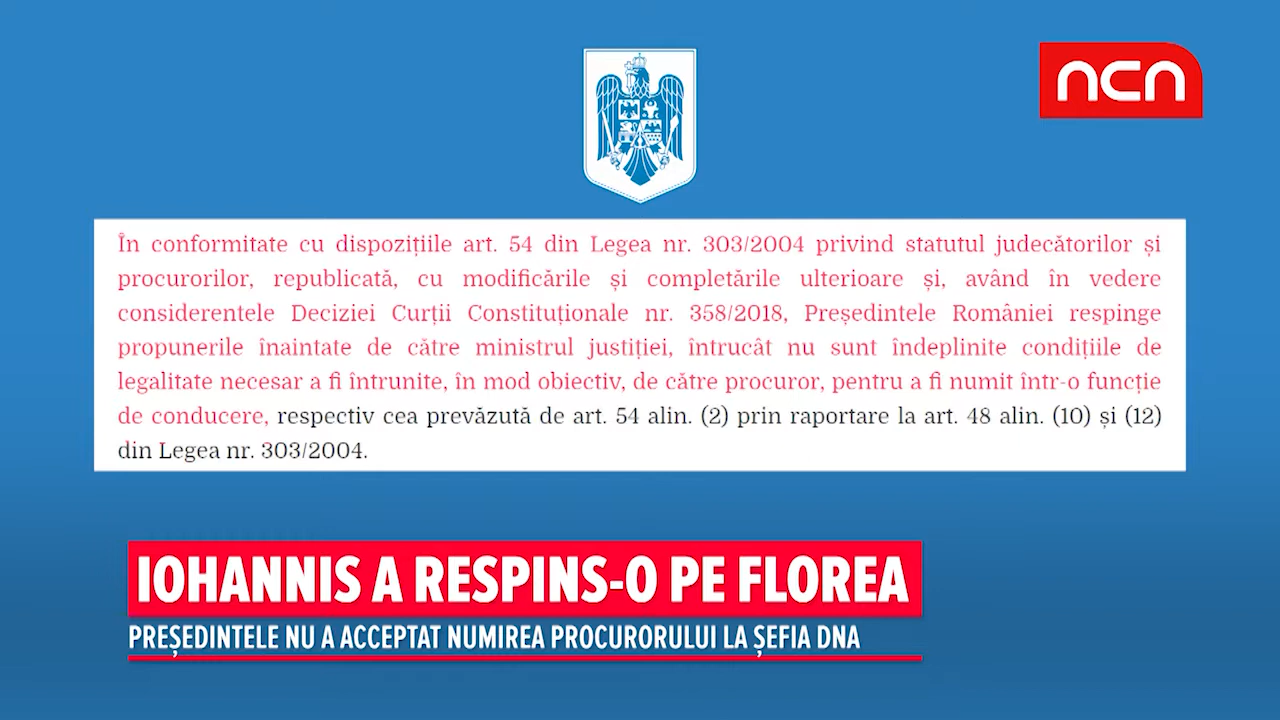 ncn
În conformitate cu dispozițiile art. 54 din Legea nr. 303/2004 privind statutul judecătorilor și
procurorilor, republicată, cu modificările și completările ulterioare și, având în vedere
considerentele Deciziei Curții Constituționale nr. 358/2018, Președintele României respinge
propunerile înaintate de către ministrul justiției, întrucât nu sunt îndeplinite condițiile de
legalitate necesar a fi întrunite, în mod obiectiv, de către procuror, pentru a fi numit într-o funcție
de conducere, respectiv cea prevăzută de art. 54 alin. (2) prin raportare la art. 48 alin. (10) și (12)
din Legea nr. 303/2004.
IOHANNIS A RESPINS-O PE FLOREA
PREȘEDINTELE NU A ACCEPTAT NUMIREA PROCURORULUI LA ȘEFIA DNA